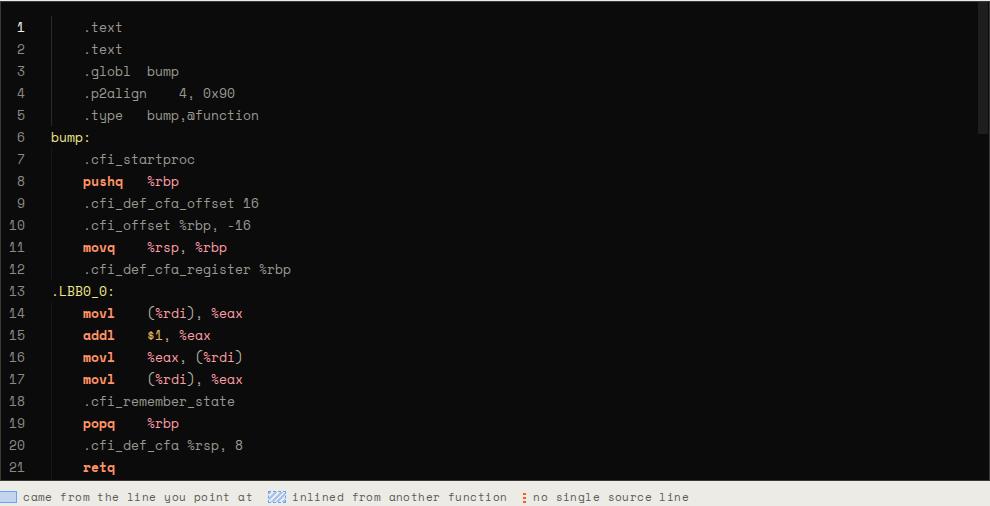 1 .text
2 .text
3 .globl bump
4 .p2align 4, 0x90
5 .type bump,@function
6 bump:
7 .cfi_startproc
8 pushq %rbp
9 .cfi_def_cfa_offset 16
10 .cfi_offset %rbp, -16
11 movq %rsp, %rbp
12 .cfi_def_cfa_register %rbp
13 .LBB0_0:
14 movl (%rdi), %eax
15 addl $1, %eax
16 movl %eax, (%rdi)
17 movl (%rdi), %eax
18 .cfi_remember_state
19 popq %rbp
20 .cfi_def_cfa %rsp, 8
21 retq
came from the line you point at inlined from another function no single source line